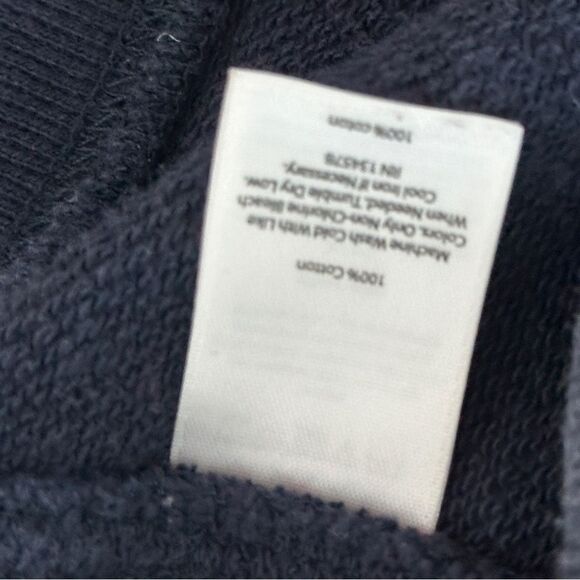 100% Cotton
Machine Wash Cold With Like
Colors. Only Non-Chlorine Bleach
When Needed. Tumble Dry Low.
Cool Iron If Necessary.
RN 134578
100% cotton